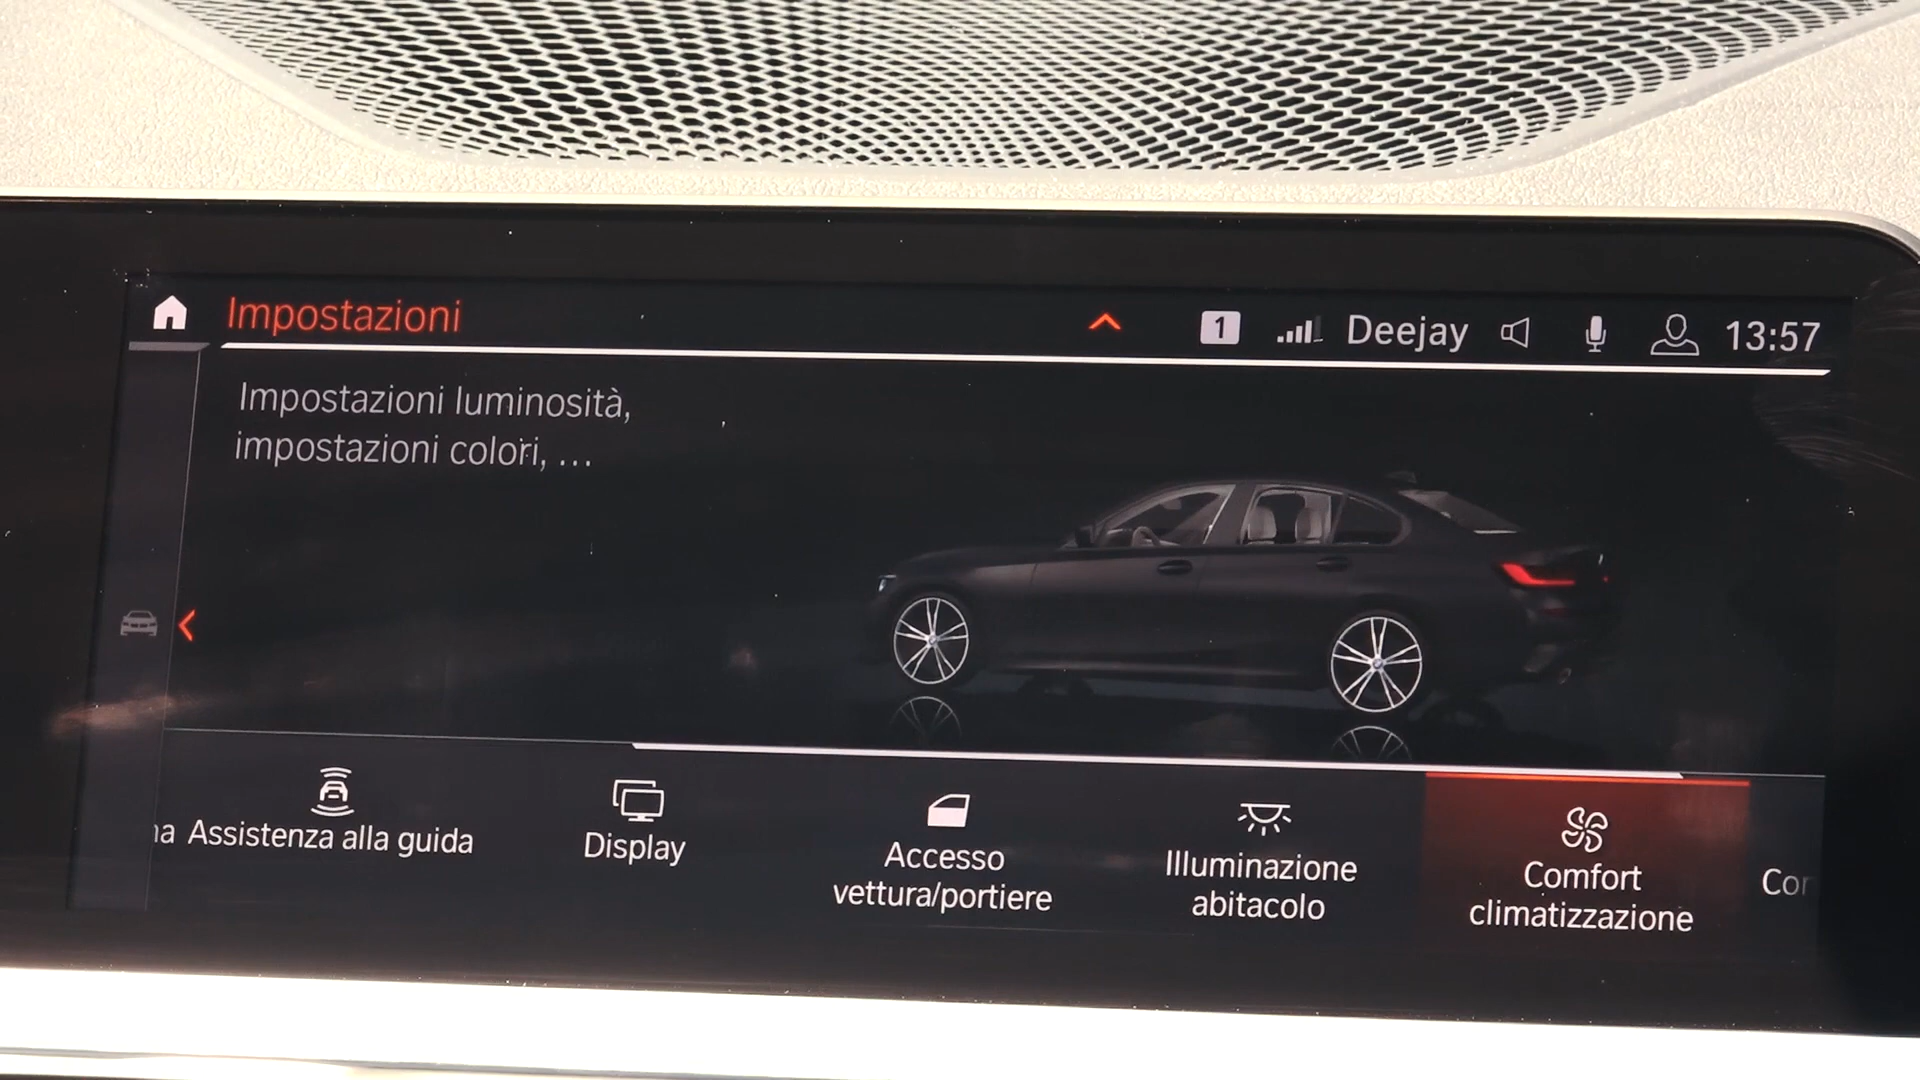 Impostazioni
1 Deejay 13:57
Impostazioni luminosità,
impostazioni colori, ...
Assistenza alla guida
Display
Accesso
vettura/portiere
Illuminazione
abitacolo
Comfort
climatizzazione